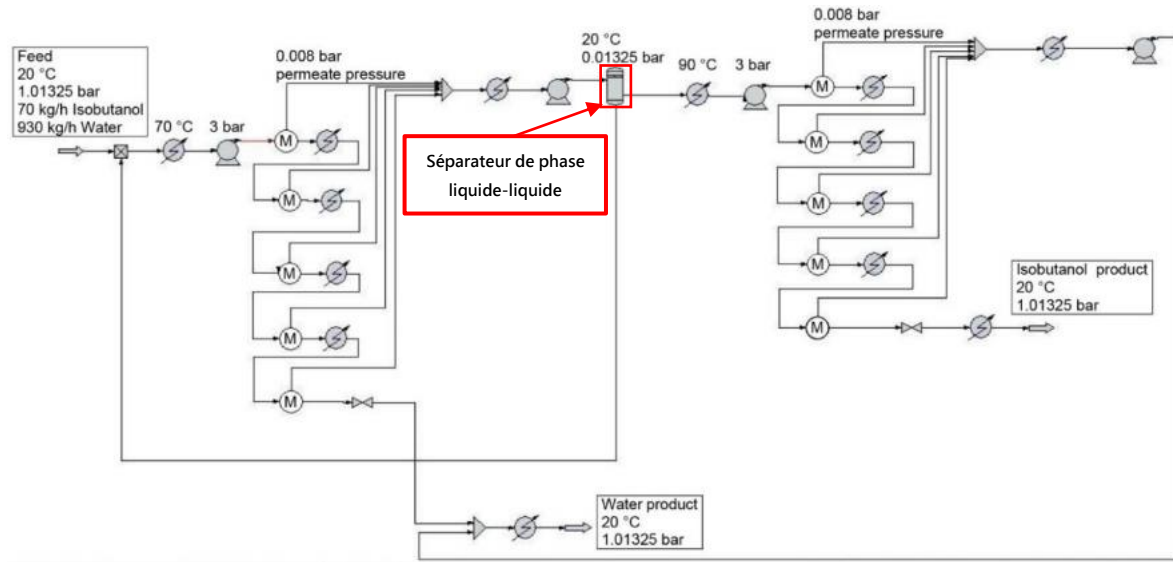 Feed
20 °C
1.01325 bar
70 kg/h Isobutanol
930 kg/h Water
70 °C
3 bar
0.008 bar
permeate pressure
M
M
M
M
M
20 °C
0.01325 bar
Séparateur de phase
liquide-liquide
90 °C
3 bar
0.008 bar
permeate pressure
M
M
M
M
M
Isobutanol product
20 °C
1.01325 bar
Water product
20 °C
1.01325 bar